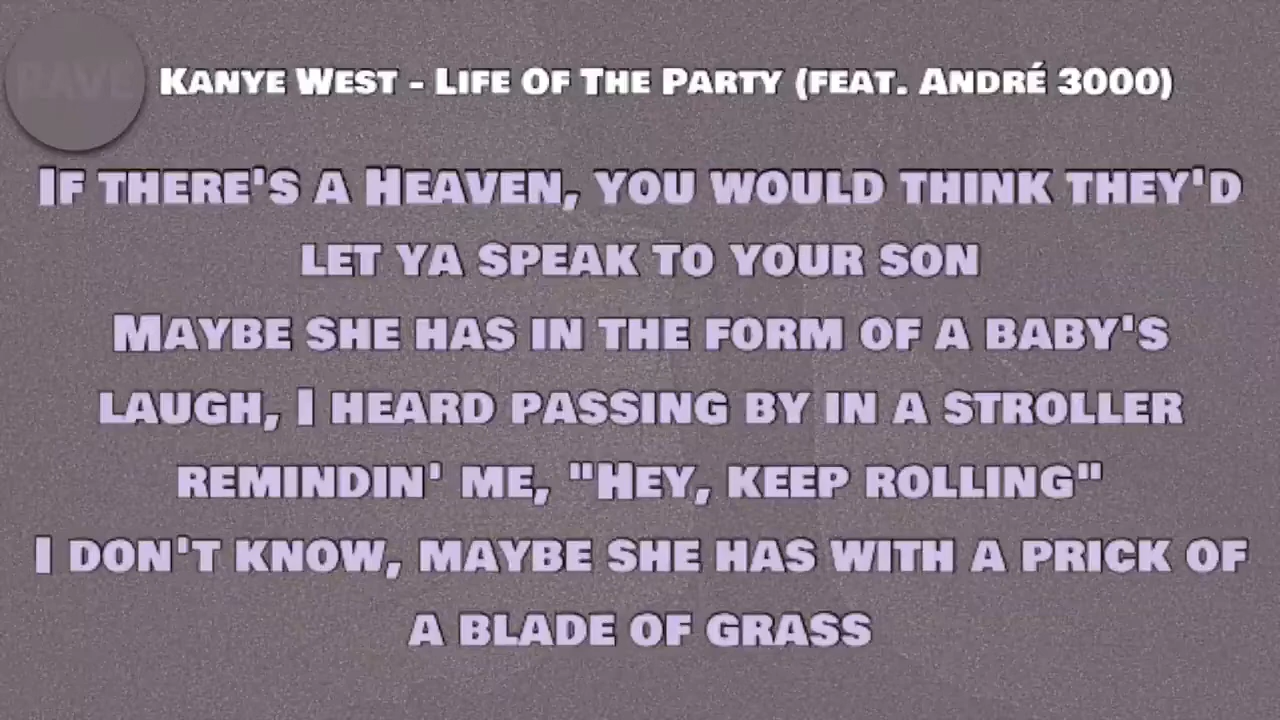 Kanye West - Life Of The Party (feat. André 3000)
If there's a Heaven, you would think they'd
let ya speak to your son
Maybe she has in the form of a baby's
laugh, I heard passing by in a stroller
remindin' me, "Hey, keep rolling"
I don't know, maybe she has with a prick of
a blade of grass